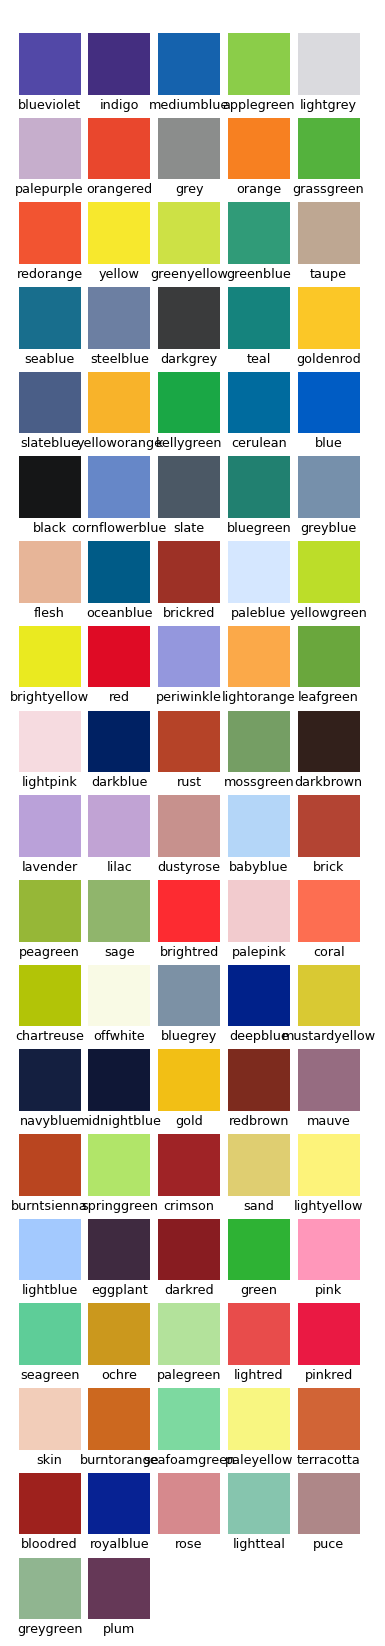 blueviolet indigo mediumblue applegreen lightgrey
palepurple orangered grey orange grassgreen
redorange yellow greenyellow greenblue taupe
seablue steelblue darkgrey teal goldenrod
slateblue yelloworange kellygreen cerulean blue
black cornflowerblue slate bluegreen greyblue
flesh oceanblue brickred paleblue yellowgreen
brightyellow red periwinkle lightorange leafgreen
lightpink darkblue rust mossgreen darkbrown
lavender lilac dustyrose babyblue brick
peagreen sage brightred palepink coral
chartreuse offwhite bluegrey deepblue mustardyellow
navyblue midnightblue gold redbrown mauve
burntsienna springgreen crimson sand lightyellow
lightblue eggplant darkred green pink
seagreen ochre palegreen lightred pinkred
skin burntorange seafoamgreen paleyellow terracotta
bloodred royalblue rose lightteal puce
greygreen plum